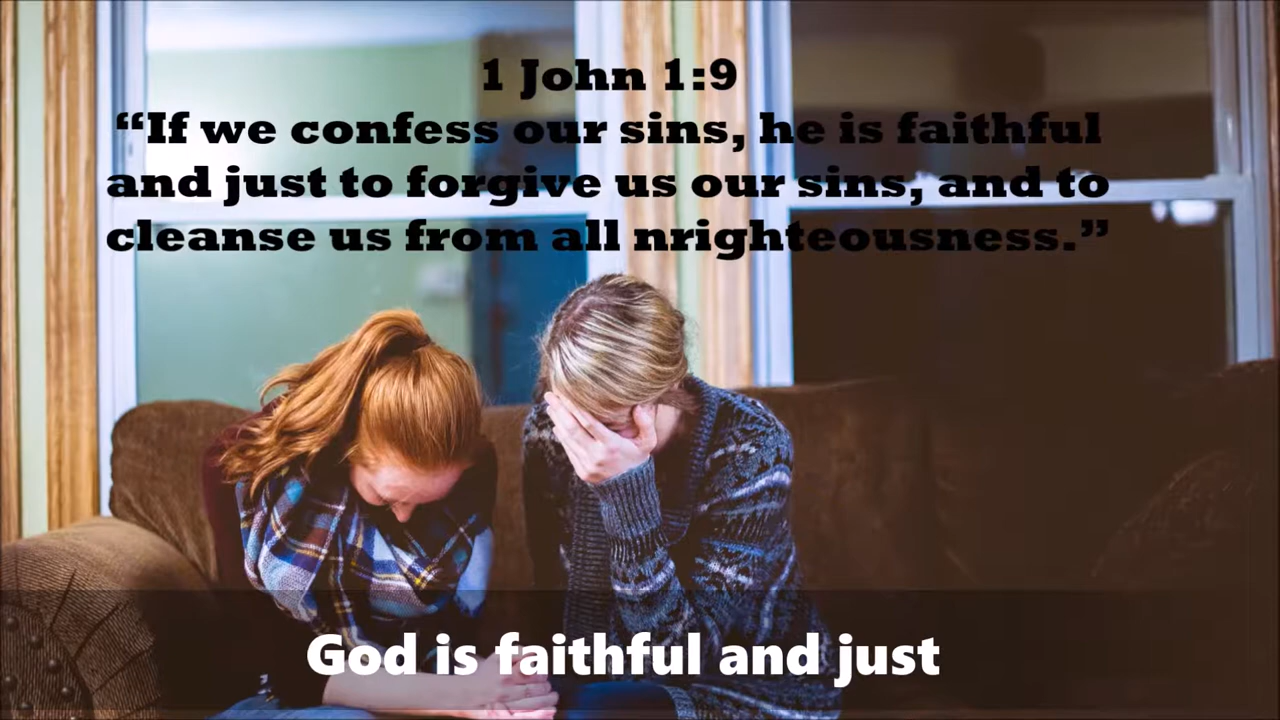 1 John 1:9
“If we confess our sins, he is faithful
and just to forgive us our sins, and to
cleanse us from all nrighteousness.”
God is faithful and just